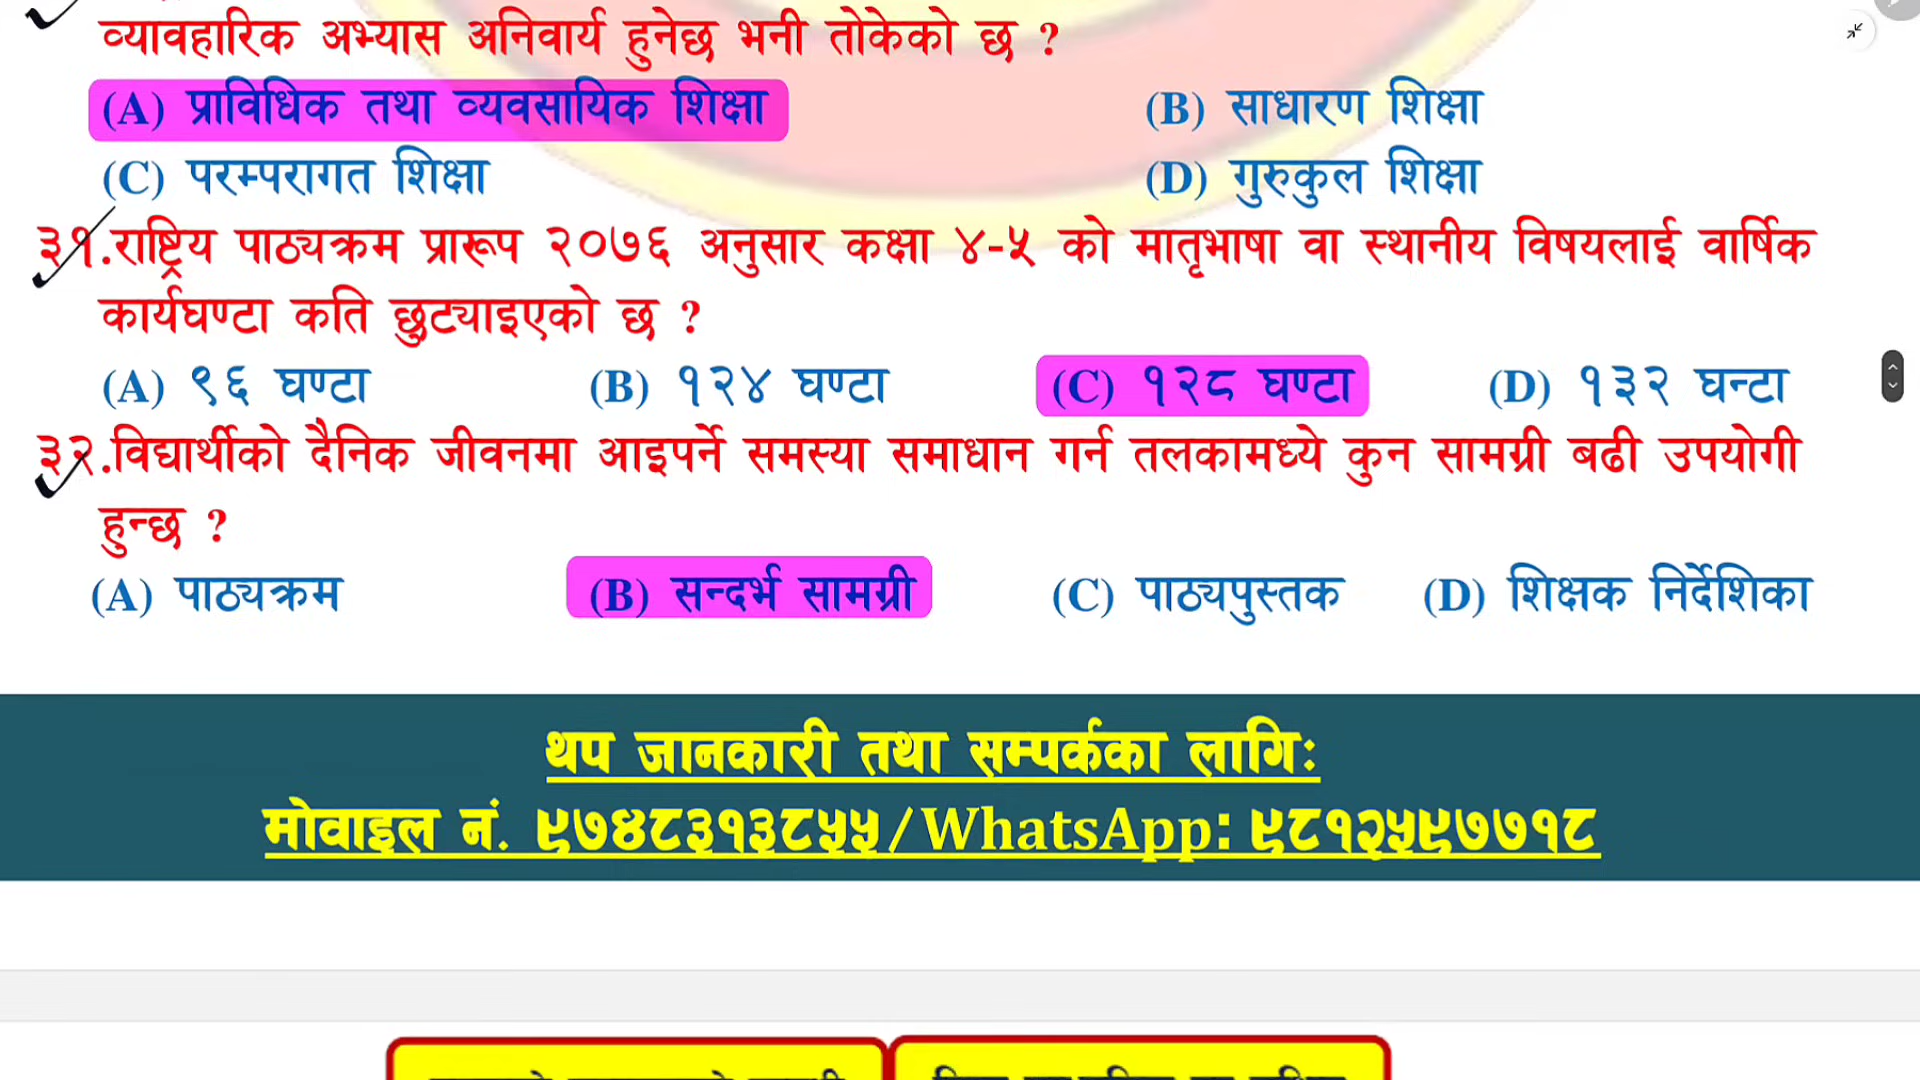 व्यावहारिक अभ्यास अनिवार्य हुनेछ भनी तोकेको छ ?
(A) प्राविधिक तथा व्यवसायिक शिक्षा (B) साधारण शिक्षा
(C) परम्परागत शिक्षा (D) गुरुकुल शिक्षा
३१.राष्ट्रिय पाठ्यक्रम प्रारूप २०७६ अनुसार कक्षा ४-५ को मातृभाषा वा स्थानीय विषयलाई वार्षिक
कार्यघण्टा कति छुट्याइएको छ ?
(A) ९६ घण्टा (B) १२४ घण्टा (C) १२८ घण्टा (D) १३२ घन्टा
३२.विद्यार्थीको दैनिक जीवनमा आइपर्ने समस्या समाधान गर्न तलकामध्ये कुन सामग्री बढी उपयोगी
हुन्छ ?
(A) पाठ्यक्रम (B) सन्दर्भ सामग्री (C) पाठ्यपुस्तक (D) शिक्षक निर्देशिका
थप जानकारी तथा सम्पर्कका लागिः
मोवाइल नं. ९७४८३१३८५५/WhatsApp: ९८१२५९७७१८